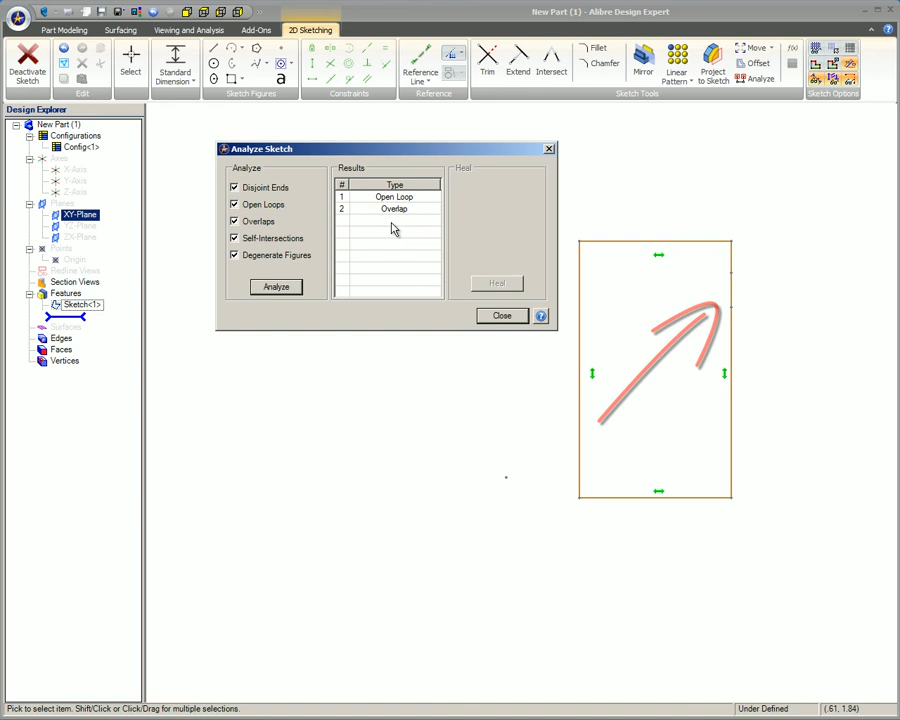 New Part (1) - Alibre Design Expert
Part Modeling Surfacing Viewing and Analysis Add-Ons 2D Sketching
Deactivate
Sketch
Edit
Select
Standard
Dimension
a
Sketch Figures
Constraints
Reference
Line
Reference
Trim
Extend
Intersect
Fillet
Chamfer
Mirror
Linear
Pattern
Project
to Sketch
Move
Offset
Analyze
Sketch Tools
f(x)
Sketch Options
Design Explorer
New Part (1)
Configurations
Config<1>
Axes
X-Axis
Y-Axis
Z-Axis
Planes
XY-Plane
YZ-Plane
ZX-Plane
Points
Origin
Redline Views
Section Views
Features
Sketch<1>
Surfaces
Edges
Faces
Vertices
Analyze Sketch
Analyze
Disjoint Ends
Open Loops
Overlaps
Self-Intersections
Degenerate Figures
Analyze
Results
# Type
1 Open Loop
2 Overlap
Heal
Heal
Close
Pick to select item. Shift/Click or Click/Drag for multiple selections.
Under Defined
(.61, 1.84)